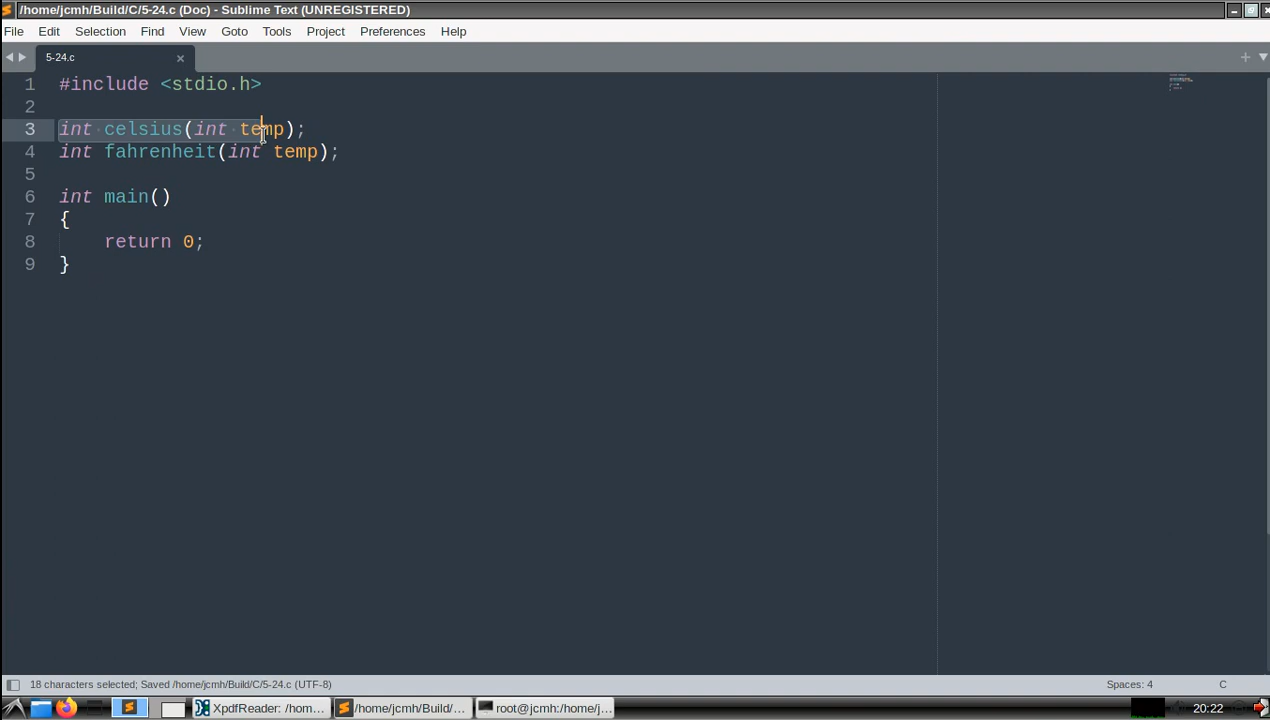 /home/jcmh/Build/C/5-24.c (Doc) - Sublime Text (UNREGISTERED)
File Edit Selection Find View Goto Tools Project Preferences Help
5-24.c
1 #include <stdio.h>
2
3 int celsius(int temp);
4 int fahrenheit(int temp);
5
6 int main()
7 {
8 return 0;
9 }
18 characters selected; Saved /home/jcmh/Build/C/5-24.c (UTF-8) Spaces: 4 C
XpdfReader: /hom... /home/jcmh/Build/... root@jcmh:/home/j... 20:22